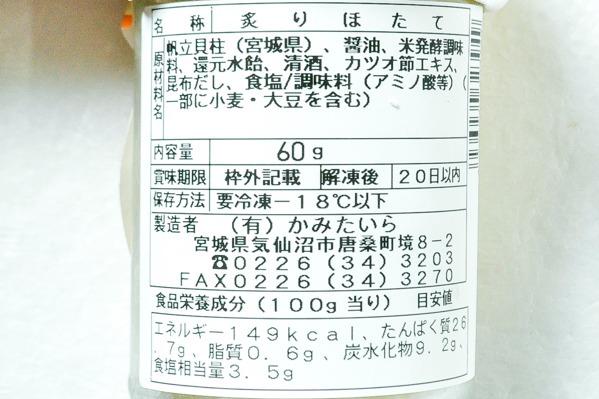 名称 炙りほたて
原材料名 帆立貝柱（宮城県）、醤油、米発酵調味
料、還元水飴、清酒、カツオ節エキス、
昆布だし、食塩/調味料（アミノ酸等）（
一部に小麦・大豆を含む）
内容量 60g
賞味期限 枠外記載 解凍後 20日以内
保存方法 要冷凍－18℃以下
製造者 （有）かみたいら
宮城県気仙沼市唐桑町境8-2
☎0226（34）3203
FAX0226（34）3270
食品栄養成分（100g当り） 目安値
エネルギー149kcal、たんぱく質26
.7g、脂質0.6g、炭水化物9.2g、
食塩相当量3.5g